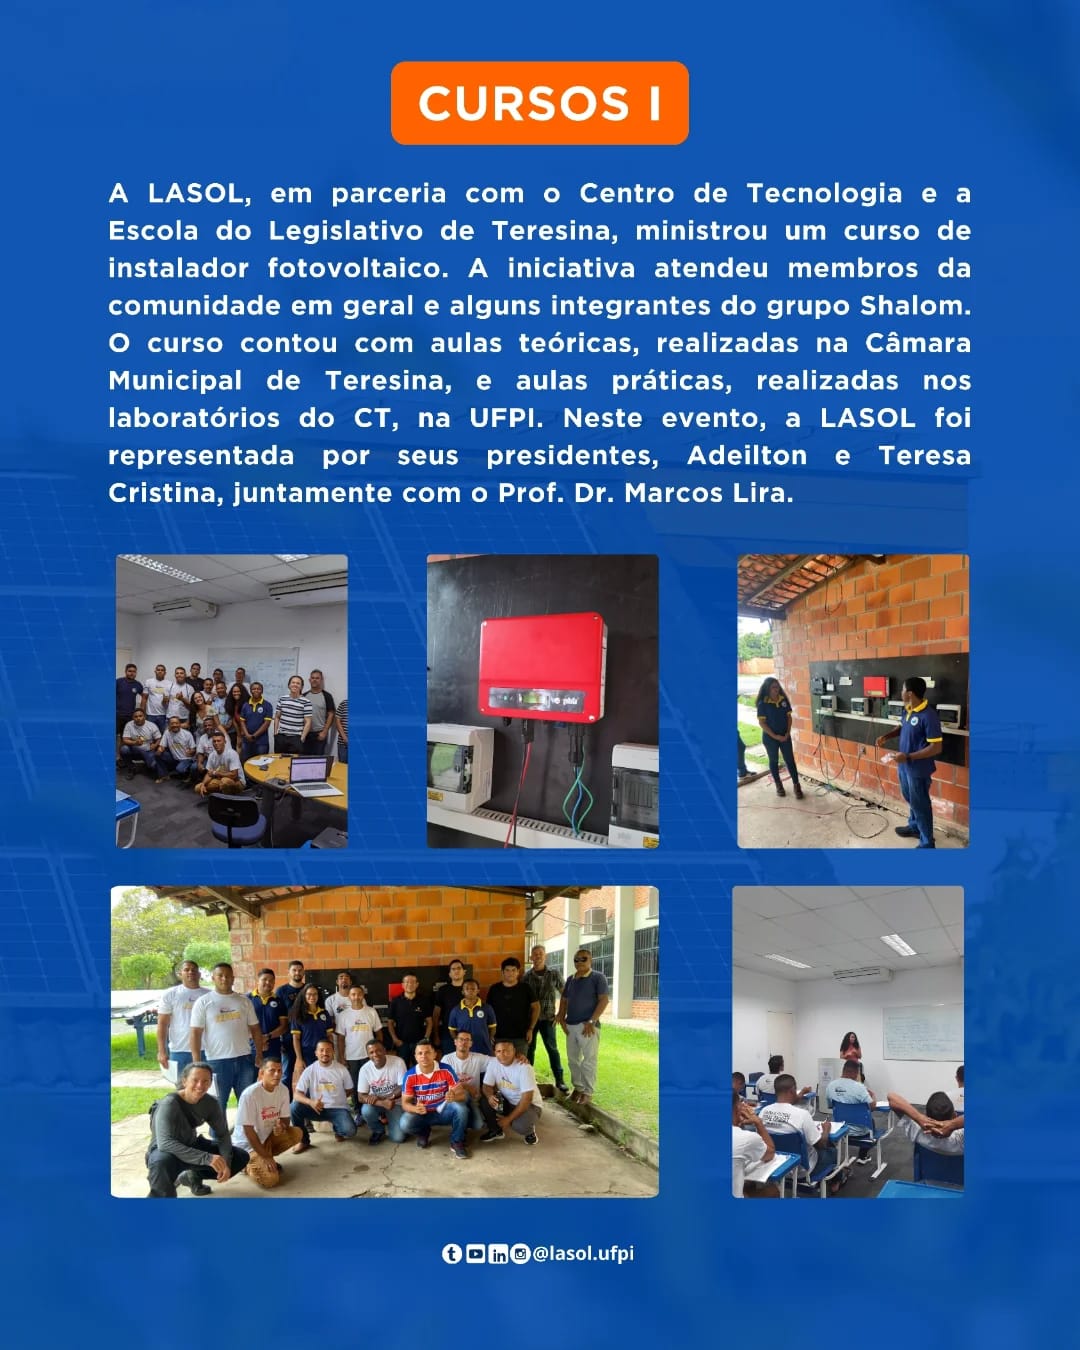 CURSOS I
A LASOL, em parceria com o Centro de Tecnologia e a
Escola do Legislativo de Teresina, ministrou um curso de
instalador fotovoltaico. A iniciativa atendeu membros da
comunidade em geral e alguns integrantes do grupo Shalom.
O curso contou com aulas teóricas, realizadas na Câmara
Municipal de Teresina, e aulas práticas, realizadas nos
laboratórios do CT, na UFPI. Neste evento, a LASOL foi
representada por seus presidentes, Adeilton e Teresa
Cristina, juntamente com o Prof. Dr. Marcos Lira.
@lasol.ufpi